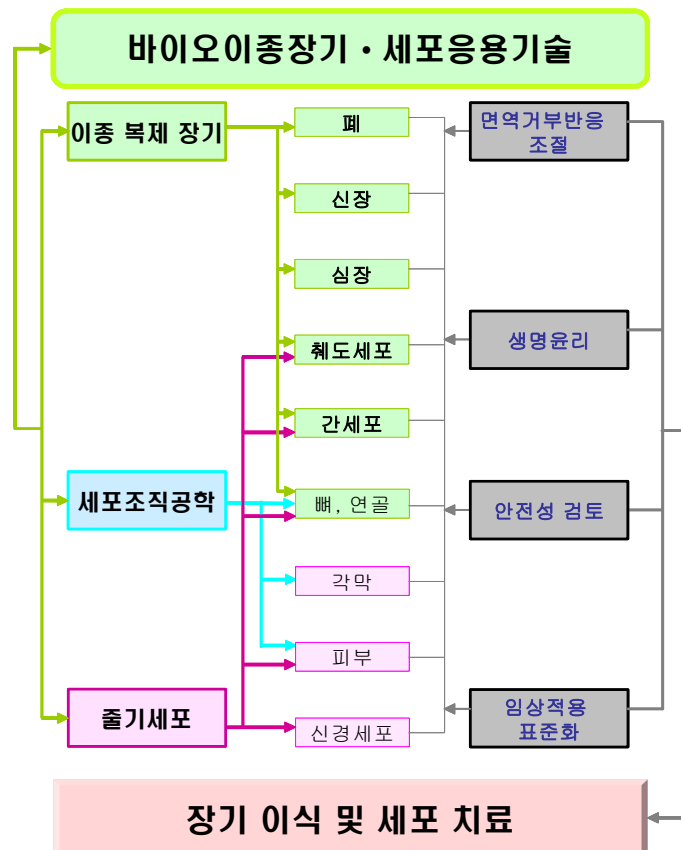 바이오이종장기・세포응용기술
이종 복제 장기
폐
면역거부반응
조절
신장
심장
췌도세포
생명윤리
간세포
세포조직공학
뼈, 연골
안전성 검토
각막
피부
줄기세포
신경세포
임상적용
표준화
장기 이식 및 세포 치료